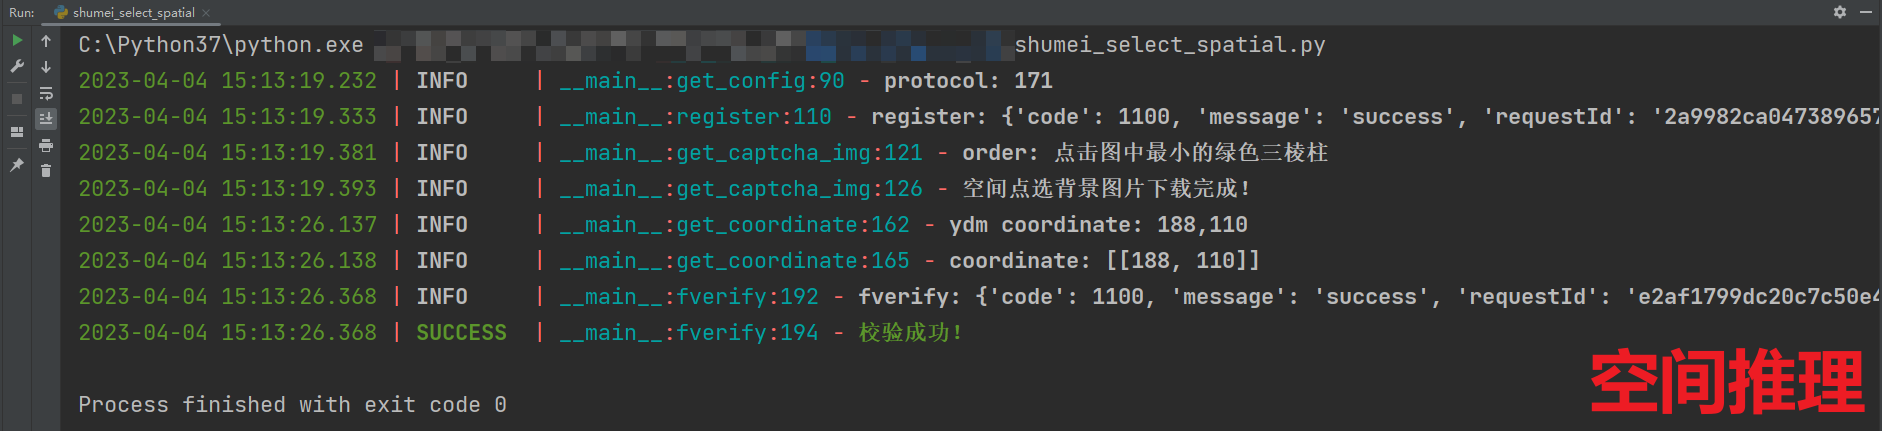 Run: shumei_select_spatial
C:\Python37\python.exe shumei_select_spatial.py
2023-04-04 15:13:19.232 | INFO | __main__:get_config:90 - protocol: 171
2023-04-04 15:13:19.333 | INFO | __main__:register:110 - register: {'code': 1100, 'message': 'success', 'requestId': '2a9982ca047389657
2023-04-04 15:13:19.381 | INFO | __main__:get_captcha_img:121 - order: 点击图中最小的绿色三棱柱
2023-04-04 15:13:19.393 | INFO | __main__:get_captcha_img:126 - 空间点选背景图片下载完成！
2023-04-04 15:13:26.137 | INFO | __main__:get_coordinate:162 - ydm coordinate: 188,110
2023-04-04 15:13:26.138 | INFO | __main__:get_coordinate:165 - coordinate: [[188, 110]]
2023-04-04 15:13:26.368 | INFO | __main__:fverify:192 - fverify: {'code': 1100, 'message': 'success', 'requestId': 'e2af1799dc20c7c50e4
2023-04-04 15:13:26.368 | SUCCESS | __main__:fverify:194 - 校验成功！
空间推理
Process finished with exit code 0